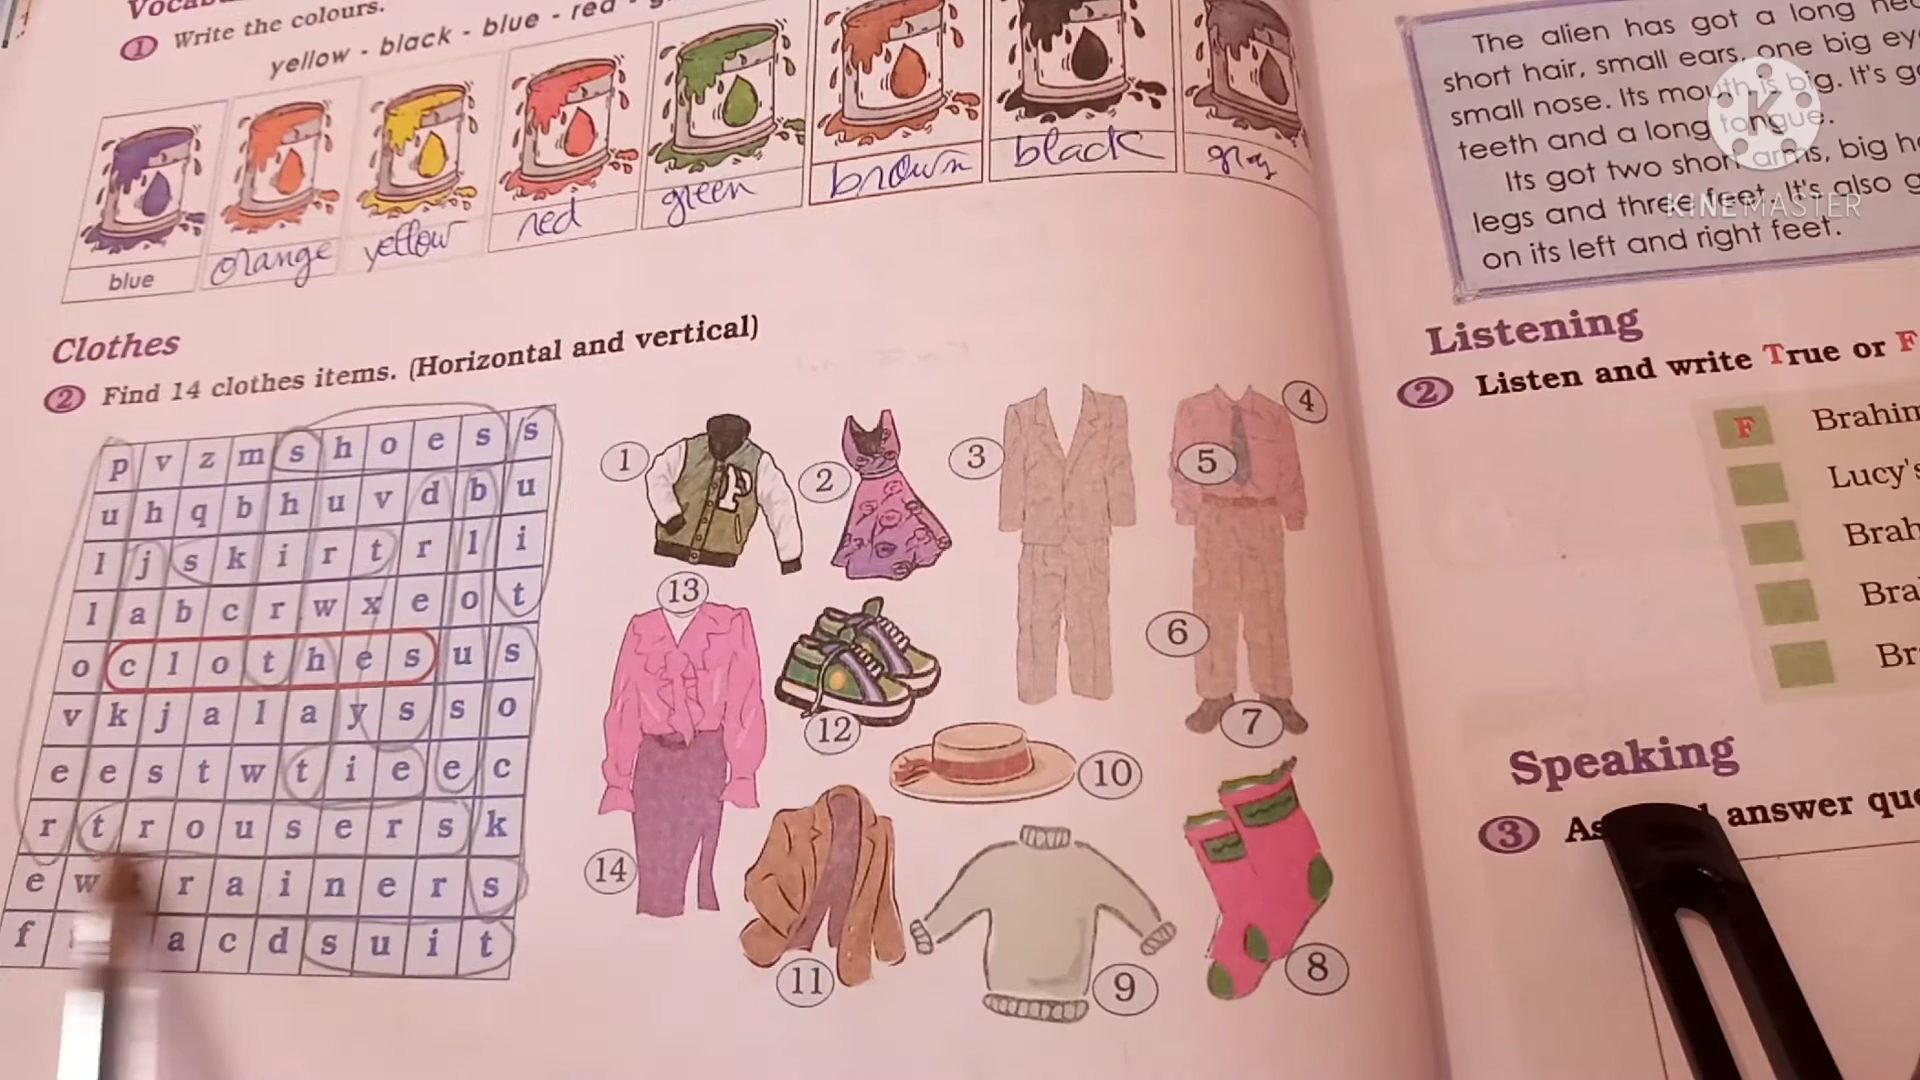 1 Write the colours.
yellow - black - blue - red -
blue orange yellow red green brown black gray
Clothes
2 Find 14 clothes items. (Horizontal and vertical)
p v z m s h o e s s
u h q b h u v d b u
l j s k i r t r l i
l a b c r w x e o t
o c l o t h e s u s
v k j a l a y s s o
e e s t w t i e e c
r t r o u s e r s k
e w r a i n e r s
f a c d s u i t
1
2
3
4
5
6
7
8
9
10
11
12
13
14
P
The alien has got a long
short hair, small ears, one big
small nose. Its mouth is big. It's
teeth and a long tongue.
Its got two short arms, big
legs and three feet. It's also
on its left and right feet.
K
KINEMASTER
Listening
2 Listen and write True or F
F Brahim
Lucy's
Speaking
3 answer